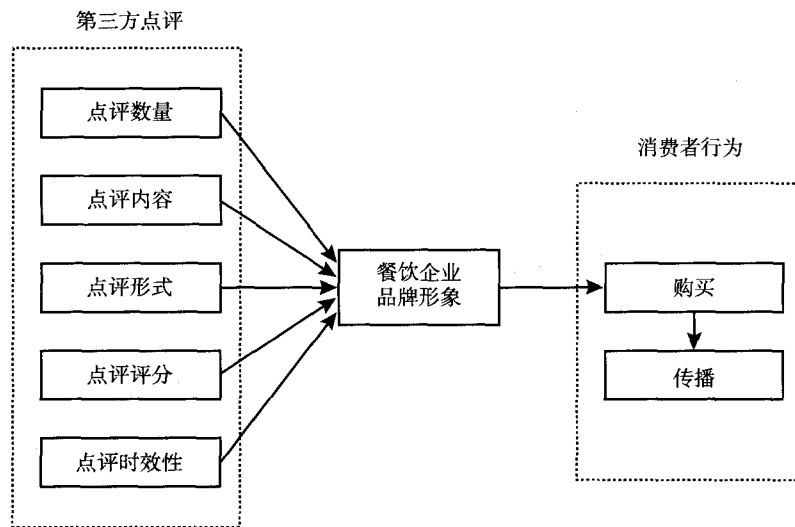 第三方点评
点评数量
点评内容
点评形式
点评评分
点评时效性
餐饮企业
品牌形象
消费者行为
购买
传播